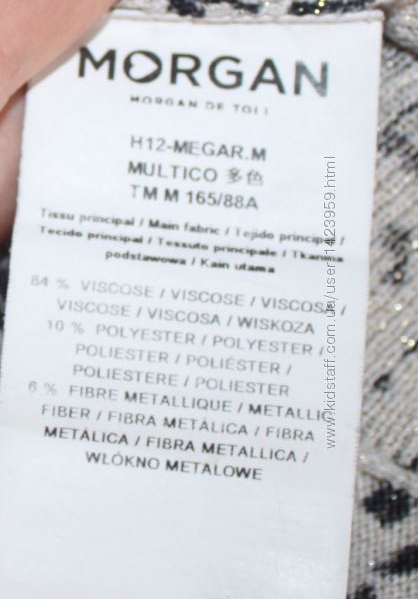 MORGAN
MORGAN DE TOI
H12-MEGAR.M
MULTICO 多色
TM M 165/88A
Tissu principal / Main fabric / Tejido principal /
Tecido principal / Tessuto principale / Tkanina
podstawowa / Kain utama
84 % VISCOSE / VISCOSE / VISCOSA /
VISCOSE / VISCOSA / WISKOZA
10 % POLYESTER / POLYESTER /
POLIESTER / POLIÉSTER /
POLIESTERE / POLIESTER
6 % FIBRE METALLIQUE / METALLIC
FIBER / FIBRA METÁLICA / FIBRA
METÁLICA / FIBRA METALLICA /
WŁÓKNO METALOWE
www.kidstaff.com.ua/user-1423959.html